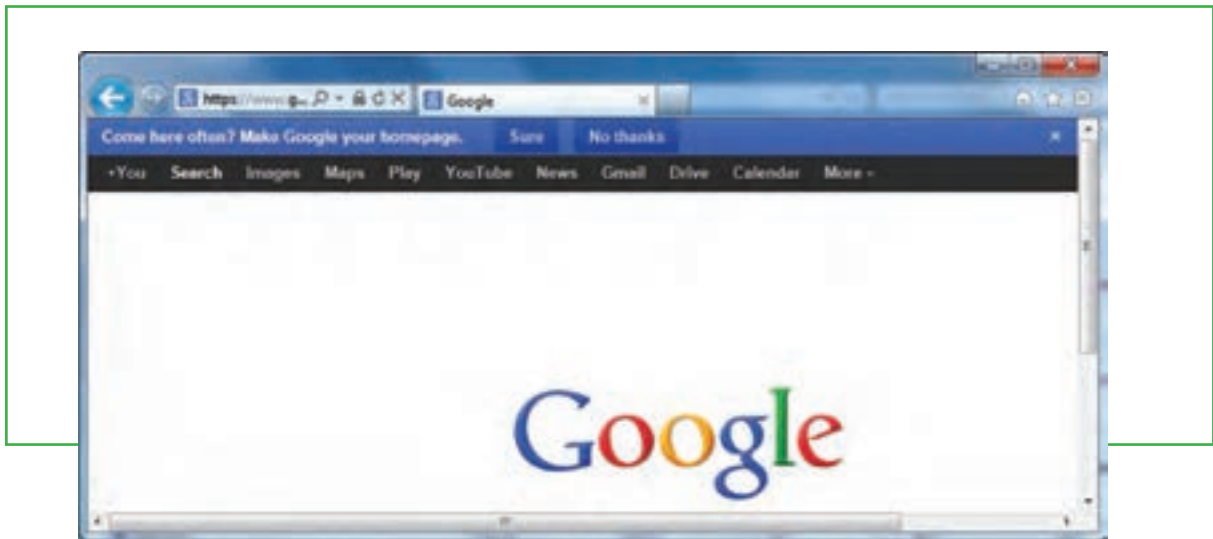 https://www.g... Google
Come here often? Make Google your homepage. Sure No thanks
+You Search Images Maps Play YouTube News Gmail Drive Calendar More
Google